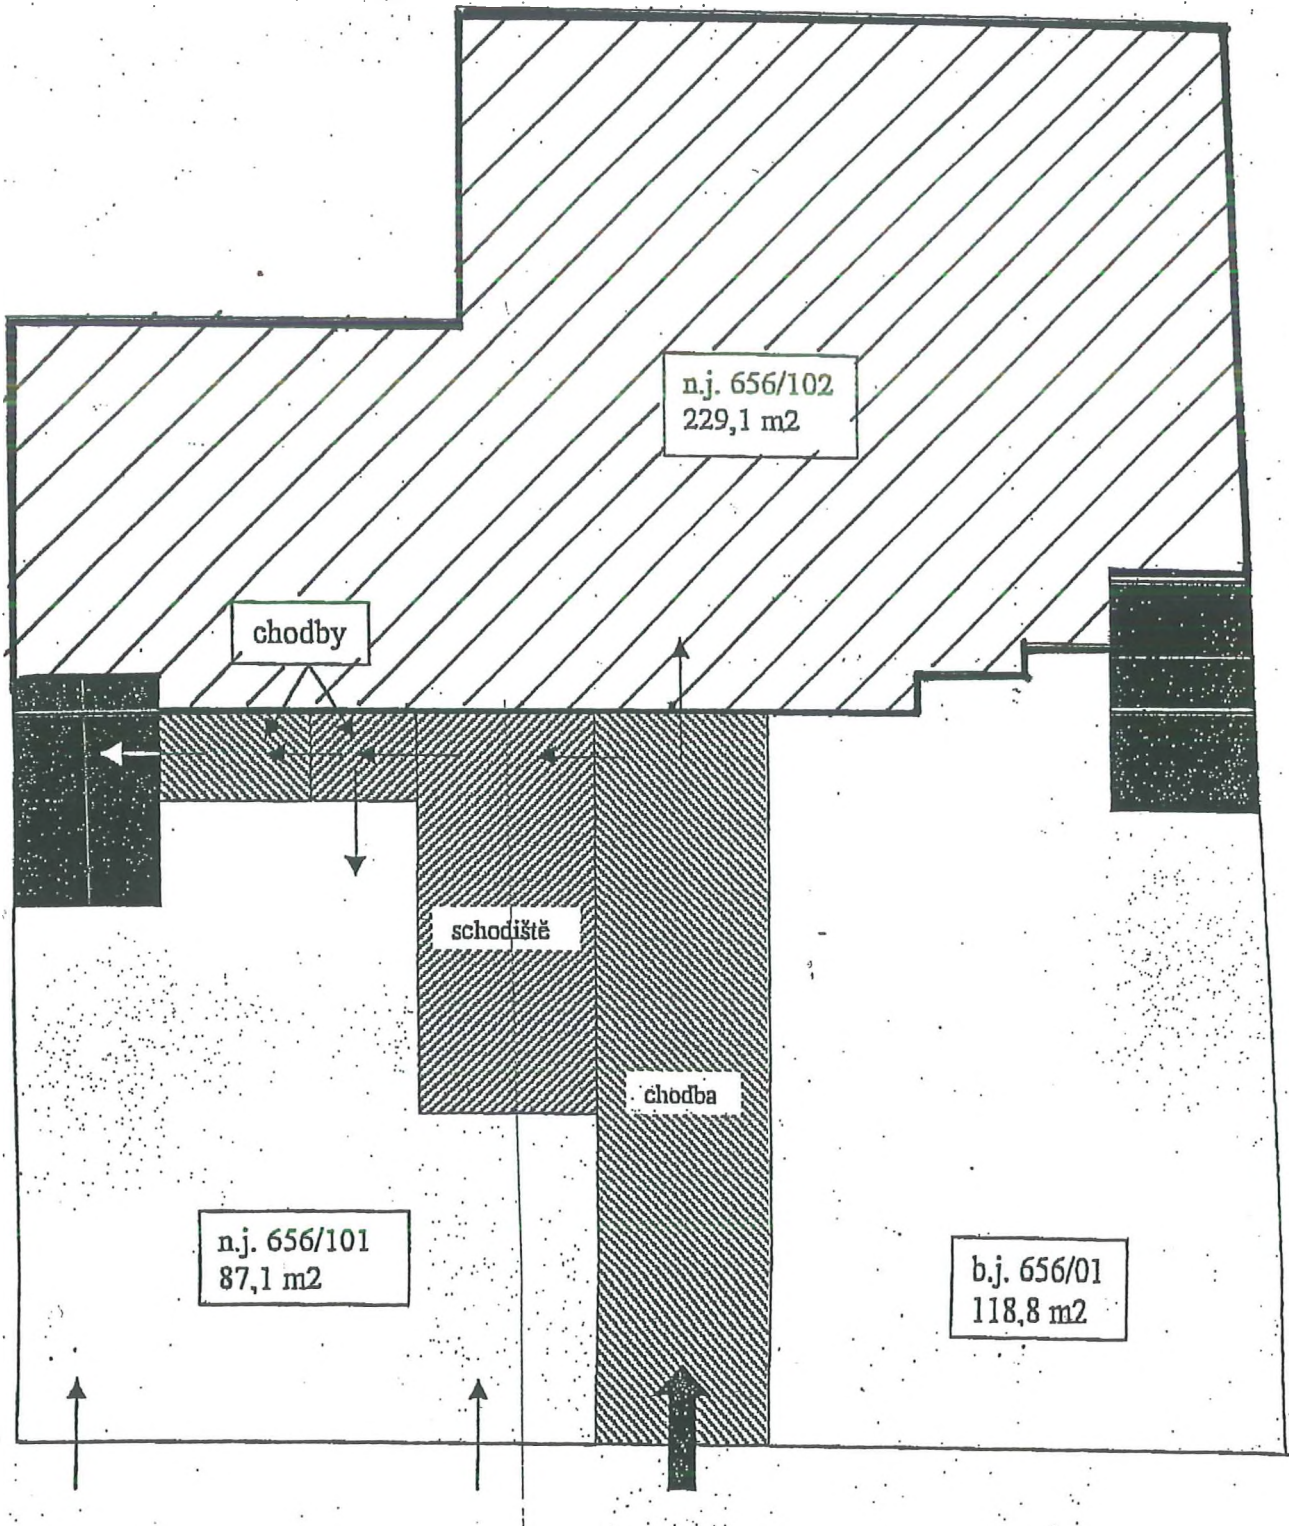 n.j. 656/102
229,1 m2
chodby
schodiště
chodba
n.j. 656/101
87,1 m2
b.j. 656/01
118,8 m2